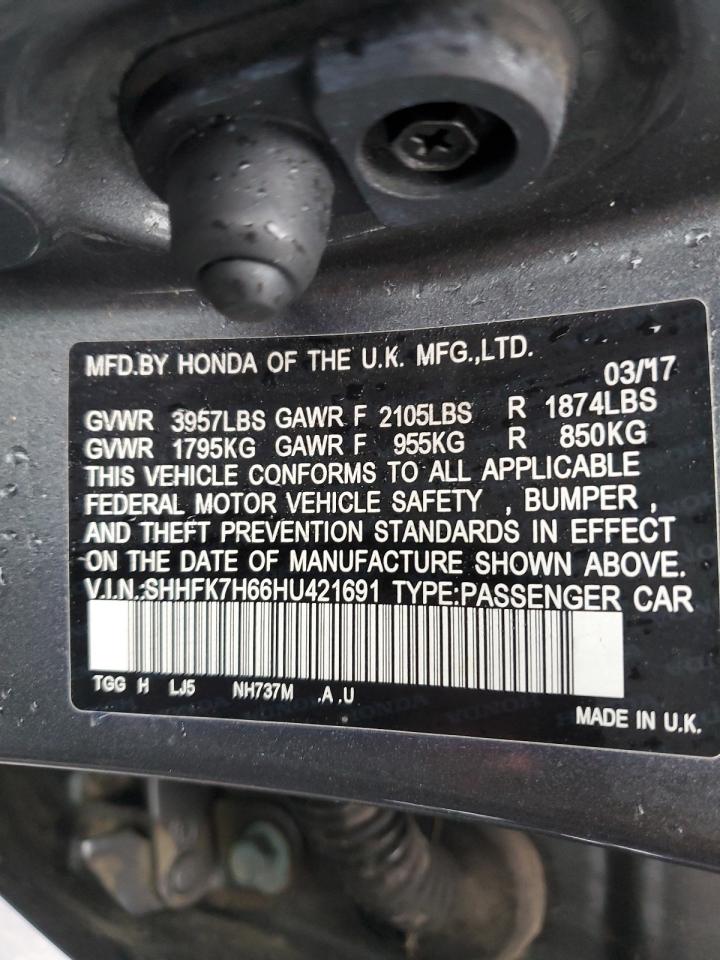 MFD.BY HONDA OF THE U.K. MFG.,LTD.
03/'17
GVWR 3957LBS GAWR F 2105LBS R 1874LBS
GVWR 1795KG GAWR F 955KG R 850KG
THIS VEHICLE CONFORMS TO ALL APPLICABLE
FEDERAL MOTOR VEHICLE SAFETY , BUMPER ,
AND THEFT PREVENTION STANDARDS IN EFFECT
ON THE DATE OF MANUFACTURE SHOWN ABOVE.
V.I.N.:SHHFK7H66HU421691 TYPE:PASSENGER CAR
TGG H LJ5 NH737M .A .U
MADE IN U.K.